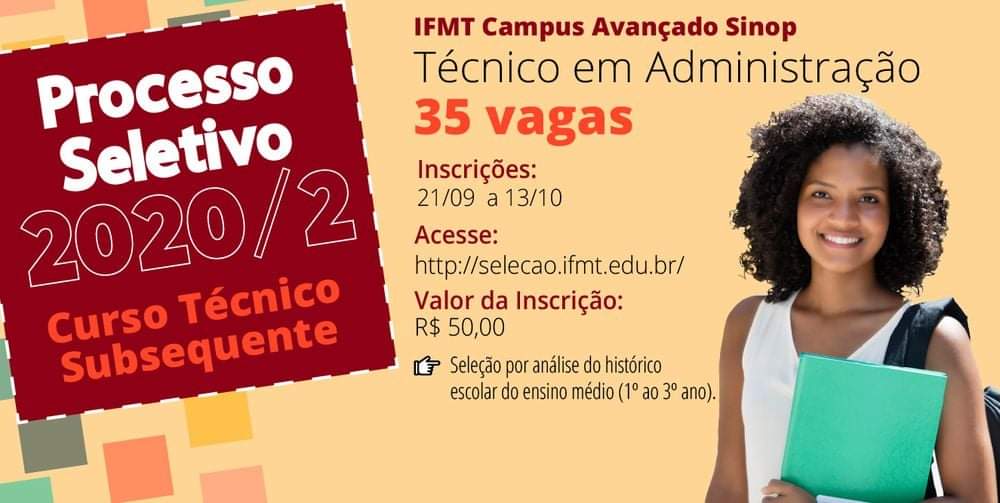 Processo
Seletivo
2020/2
Curso Técnico
Subsequente
IFMT Campus Avançado Sinop
Técnico em Administração
35 vagas
Inscrições:
21/09 a 13/10
Acesse:
http://selecao.ifmt.edu.br/
Valor da Inscrição:
R$ 50,00
Seleção por análise do histórico
escolar do ensino médio (1º ao 3º ano).